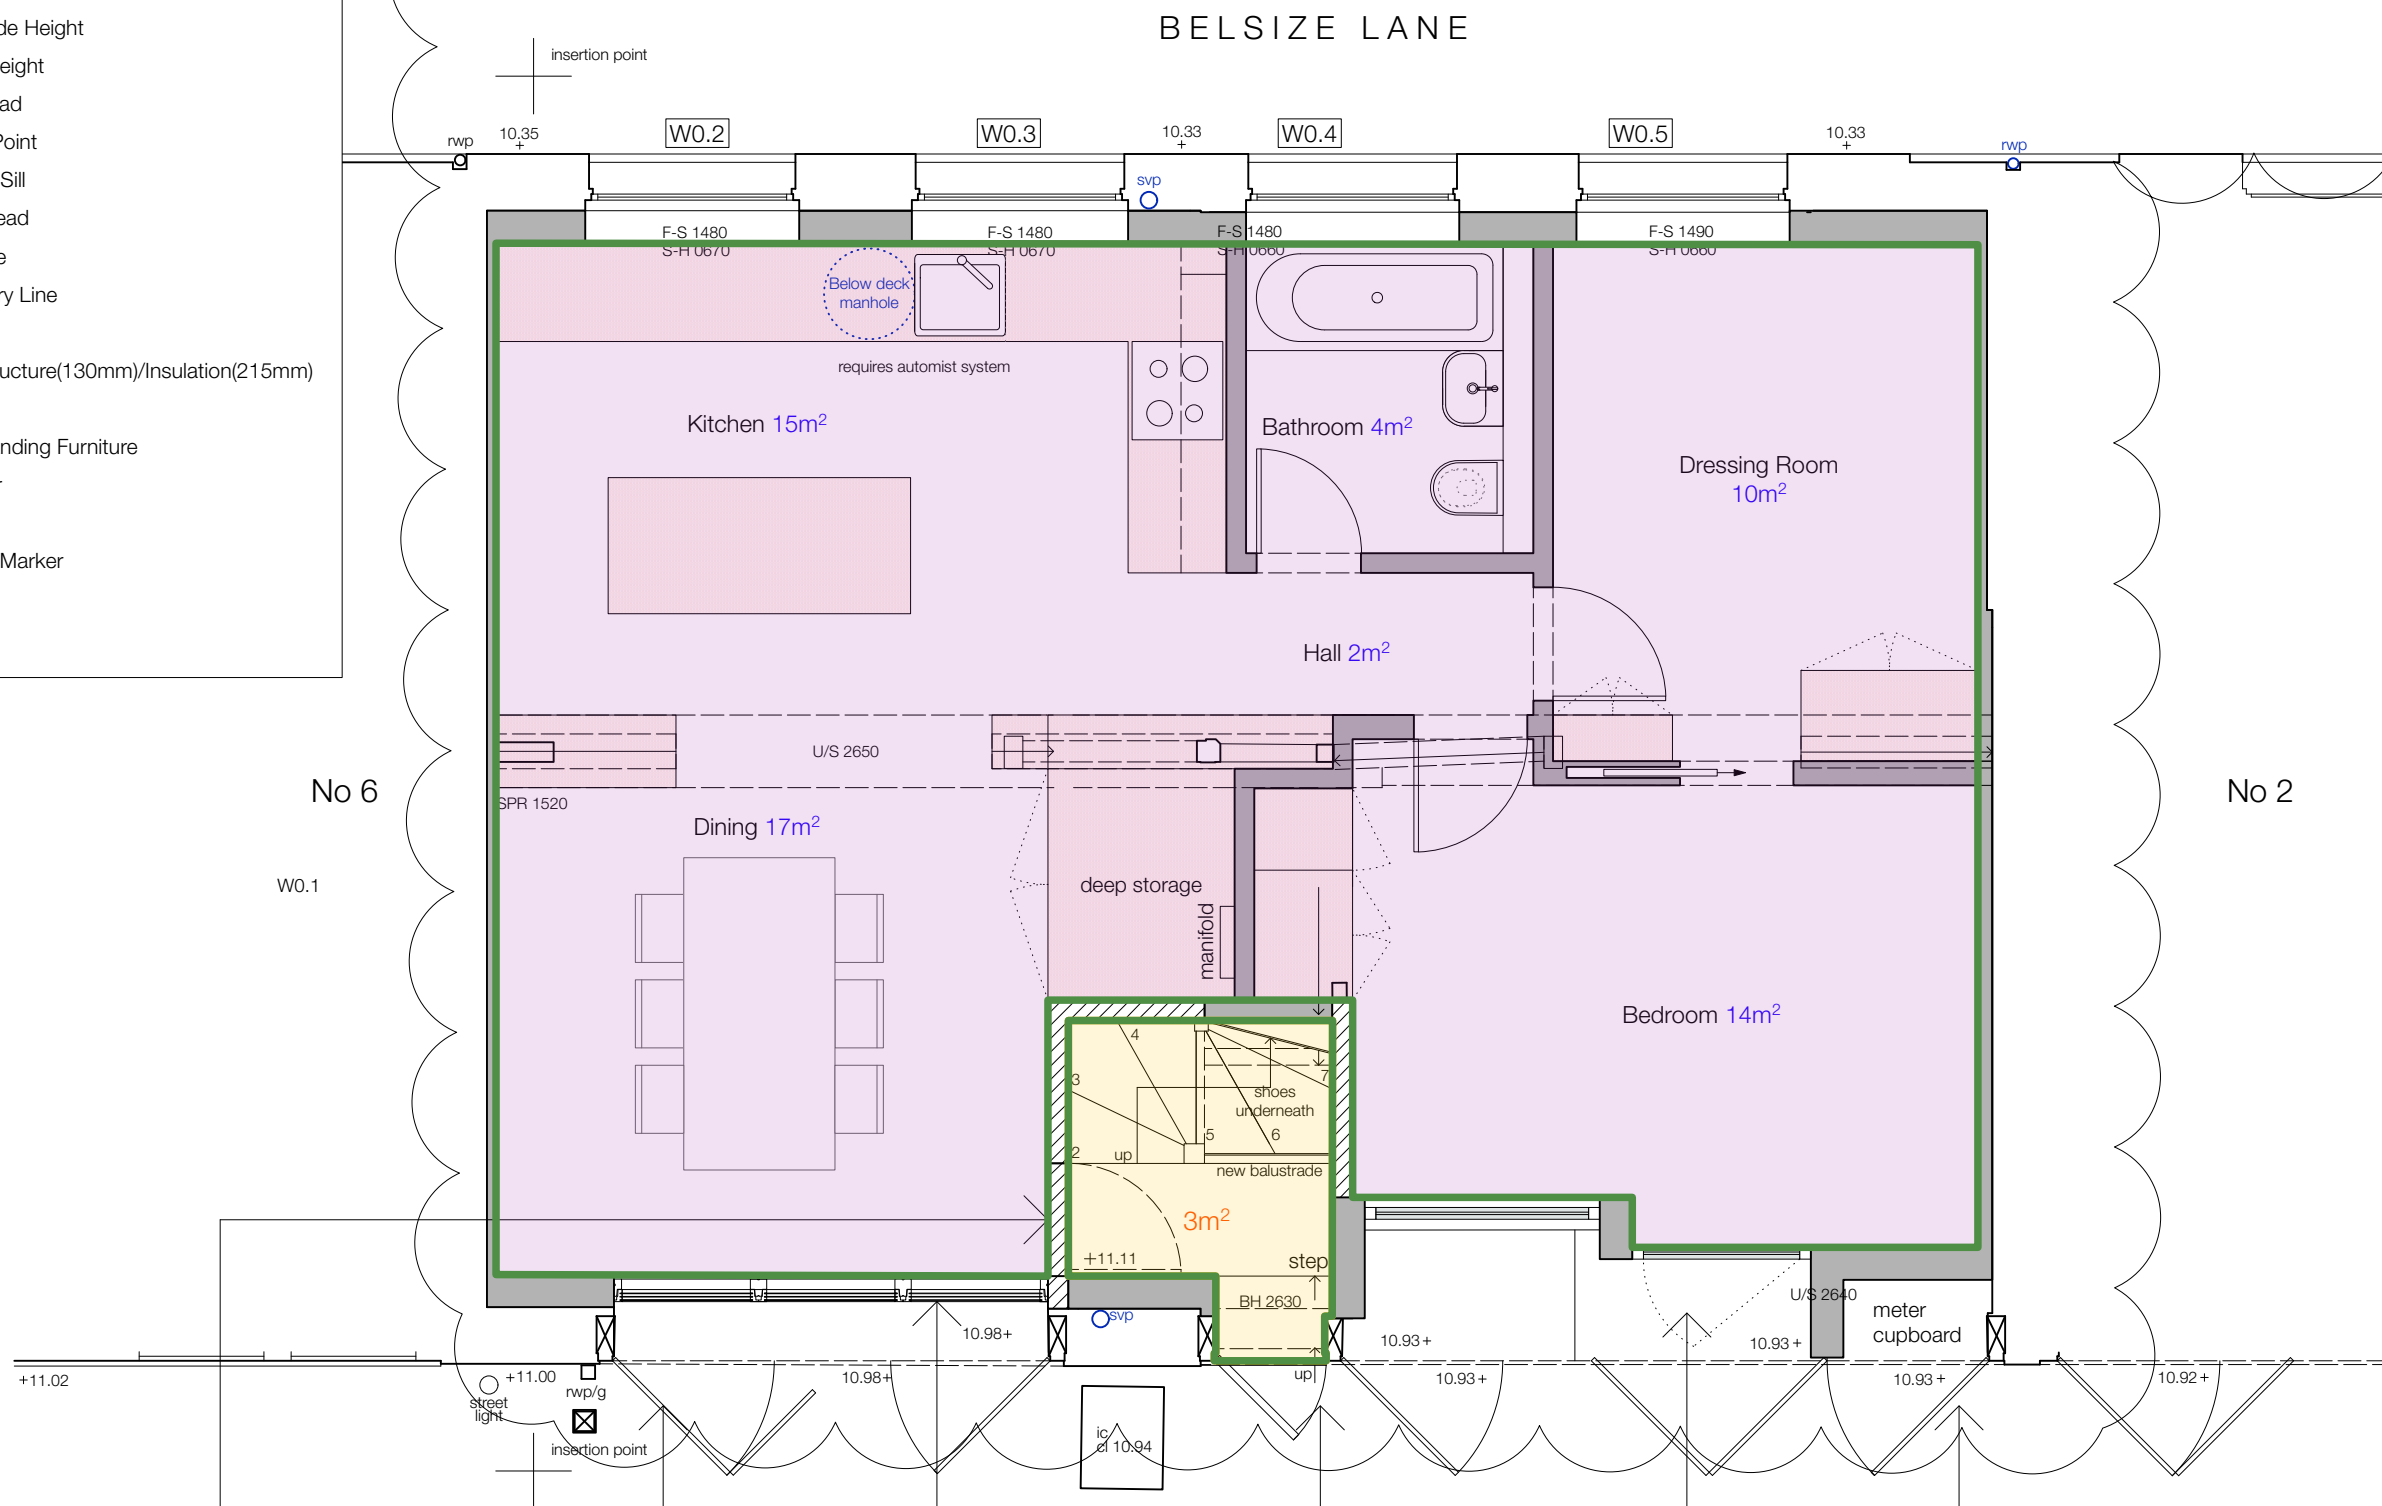 BELSIZE LANE
de Height
eight
ad
Point
Sill
ead
e
ry Line
ucture(130mm)/Insulation(215mm)
nding Furniture
r
Marker
insertion point
rwp
10.35
+
W0.2
W0.3
10.33
+
W0.4
W0.5
10.33
+
rwp
svp
F-S 1480
S-H 0670
F-S 1480
S-H 0670
F-S 1480
S-H 0660
F-S 1490
S-H 0660
Below deck
manhole
requires automist system
Kitchen 15m²
Bathroom 4m²
Dressing Room
10m²
Hall 2m²
U/S 2650
No 6
No 2
SPR 1520
Dining 17m²
W0.1
deep storage
manifold
Bedroom 14m²
4
3
7
shoes
underneath
5
6
2
up
new balustrade
3m²
+11.11
step
BH 2630
U/S 2640
svp
meter
cupboard
10.98+
10.93+
10.93+
+11.02
+11.00
rwp/g
10.98+
up
10.93+
10.93+
10.92+
street
light
insertion point
ic
cl 10.94